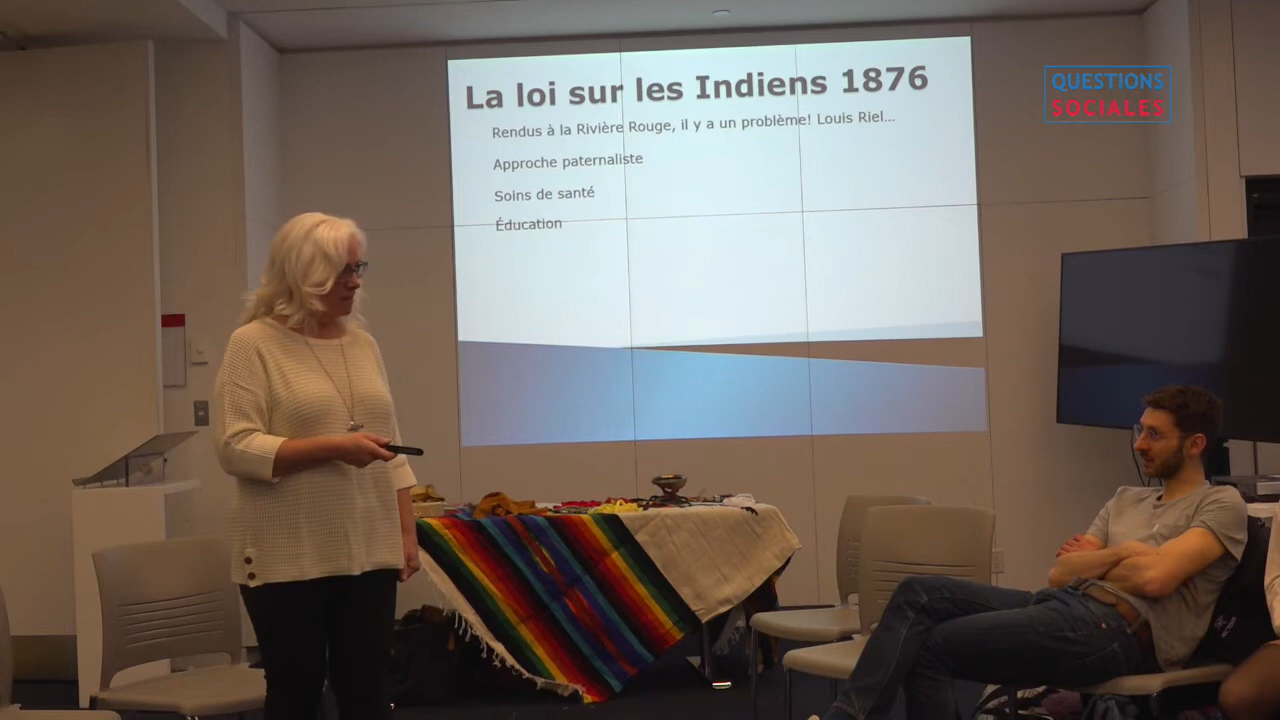 La loi sur les Indiens 1876
Rendus à la Rivière Rouge, il y a un problème! Louis Riel...
Approche paternaliste
Soins de santé
Éducation
QUESTIONS
SOCIALES